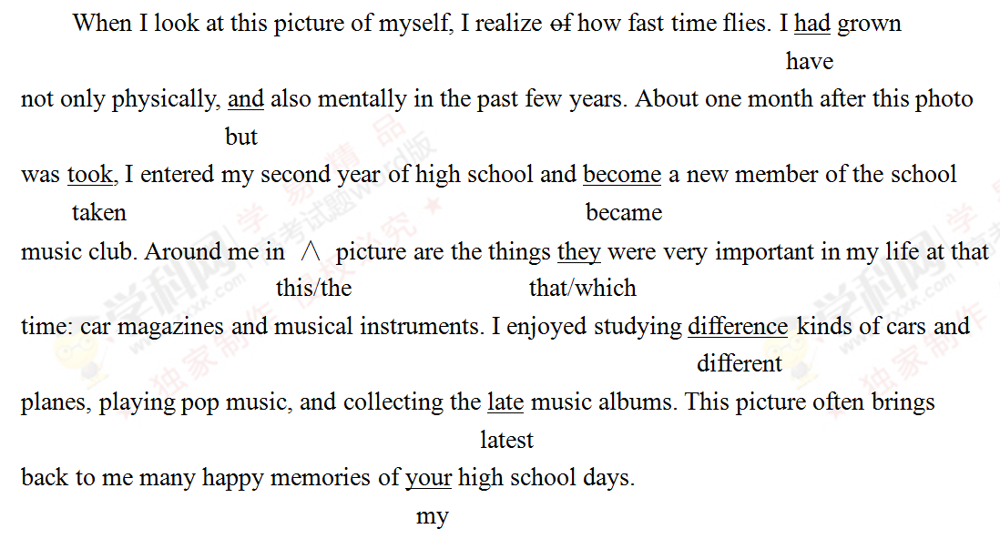 When I look at this picture of myself, I realize of how fast time flies. I had grown
have
not only physically, and also mentally in the past few years. About one month after this photo
but
was took, I entered my second year of high school and become a new member of the school
taken became
music club. Around me in ∧ picture are the things they were very important in my life at that
this/the that/which
time: car magazines and musical instruments. I enjoyed studying difference kinds of cars and
different
planes, playing pop music, and collecting the late music albums. This picture often brings
latest
back to me many happy memories of your high school days.
my